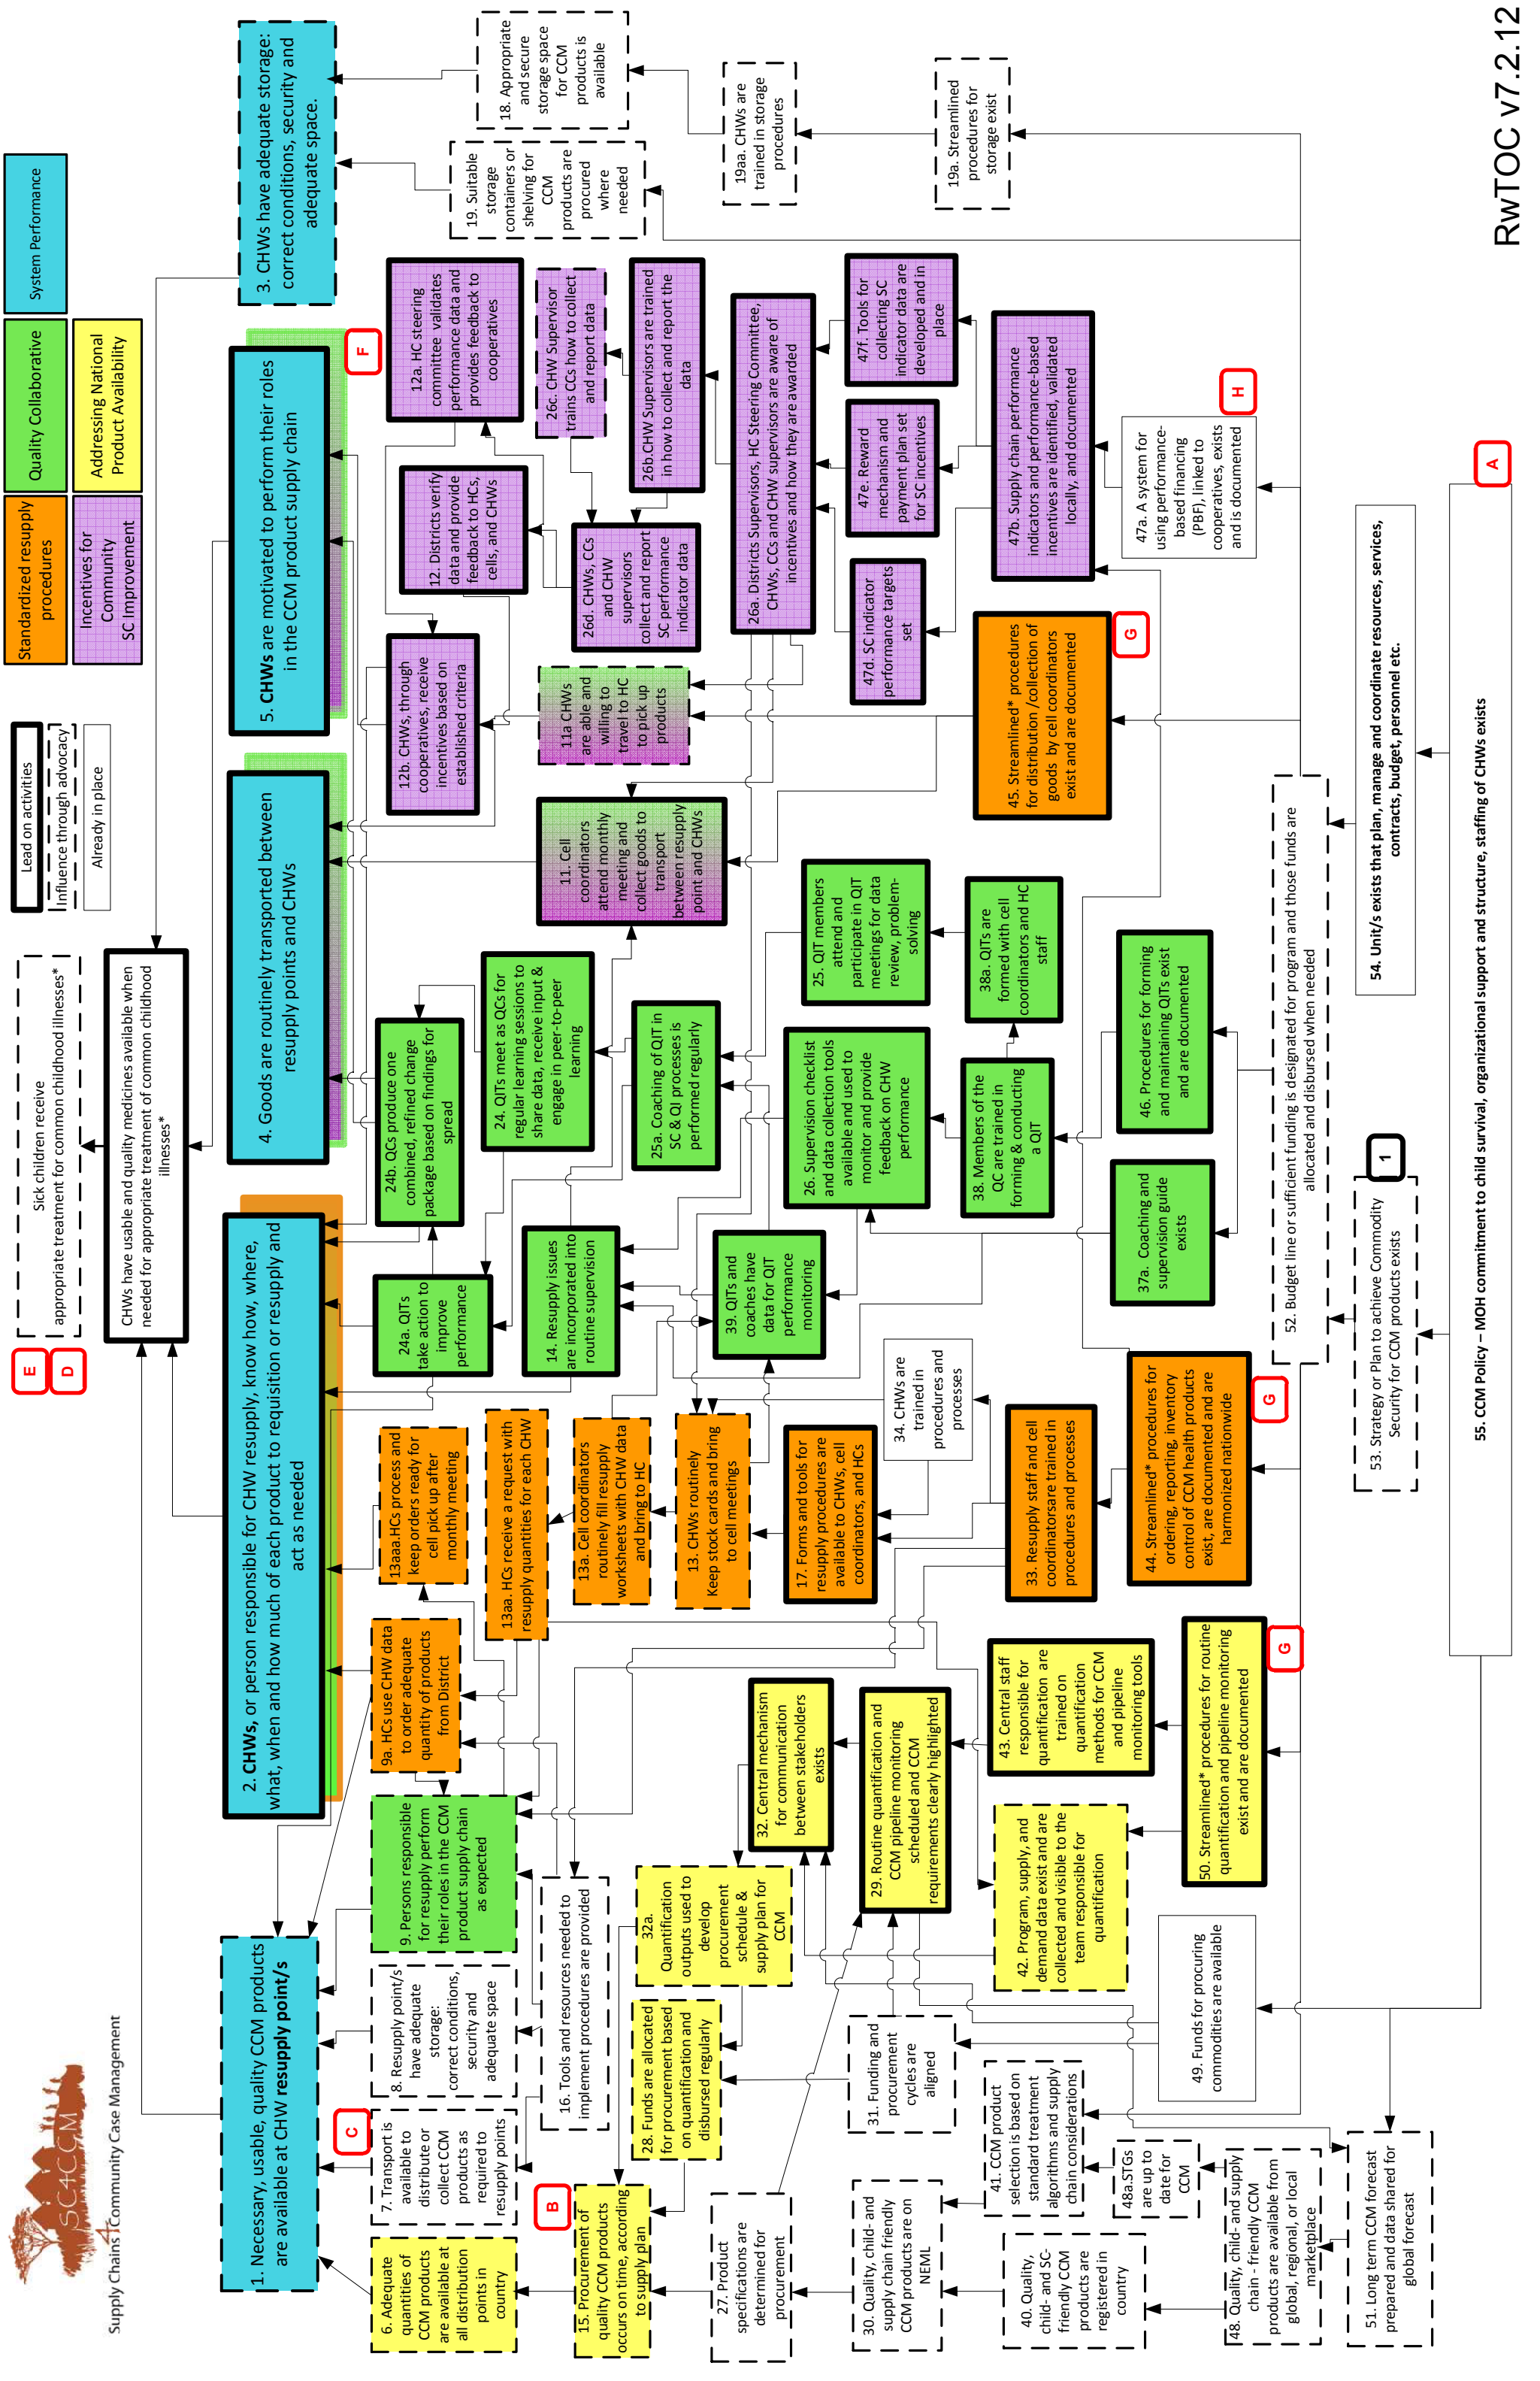 SC4CCM
Supply Chains 4 Community Case Management
Lead on activities
Influence through advocacy
Already in place
Standardized resupply
procedures
Quality Collaborative
System Performance
Incentives for
Community
SC Improvement
Addressing National
Product Availability
E
D
Sick children receive
appropriate treatment for common childhood illnesses*
CHWs have usable and quality medicines available when
needed for appropriate treatment of common childhood
illnesses*
1. Necessary, usable, quality CCM products
are available at CHW resupply point/s
2. CHWs, or person responsible for CHW resupply, know how, where,
what, when and how much of each product to requisition or resupply and
act as needed
4. Goods are routinely transported between
resupply points and CHWs
5. CHWs are motivated to perform their roles
in the CCM product supply chain
3. CHWs have adequate storage:
correct conditions, security and
adequate space.
C
F
6. Adequate
quantities of
CCM products
are available at
all distribution
points in
country
7. Transport is
available to
distribute or
collect CCM
products as
required to
resupply points
8. Resupply point/s
have adequate
storage:
correct conditions,
security and
adequate space
9. Persons responsible
for resupply perform
their roles in the CCM
product supply chain
as expected
9a. HCs use CHW data
to order adequate
quantity of products
from District
13aaa.HCs process and
keep orders ready for
cell pick up after
monthly meeting
24a. QITs
take action to
improve
performance
24b. QCs produce one
combined, refined change
package based on findings for
spread
12b. CHWs, through
cooperatives, receive
incentives based on
established criteria
12. Districts verify
data and provide
feedback to HCs,
cells, and CHWs
12a. HC steering
committee validates
performance data and
provides feedback to
cooperatives
19. Suitable
storage
containers or
shelving for
CCM
products are
procured
where
needed
18. Appropriate
and secure
storage space
for CCM
products is
available
B
15. Procurement of
quality CCM products
occurs on time, according
to supply plan
16. Tools and resources needed to
implement procedures are provided
13aa. HCs receive a request with
resupply quantities for each CHW
14. Resupply issues
are incorporated into
routine supervision
24. QITs meet as QCs for
regular learning sessions to
share data, receive input &
engage in peer-to-peer
learning
11. Cell
coordinators
attend monthly
meeting and
collect goods to
transport
between resupply
point and CHWs
11a CHWs
are able and
willing to
travel to HC
to pick up
products
26d. CHWs, CCs
and CHW
supervisors
collect and report
SC performance
indicator data
26c. CHW Supervisor
trains CCs how to collect
and report data
26b.CHW Supervisors are trained
in how to collect and report the
data
28. Funds are allocated
for procurement based
on quantification and
disbursed regularly
32a.
Quantification
outputs used to
develop
procurement
schedule &
supply plan for
CCM
13a. Cell coordinators
routinely fill resupply
worksheets with CHW data
and bring to HC
13. CHWs routinely
Keep stock cards and bring
to cell meetings
25a. Coaching of QIT in
SC & QI processes is
performed regularly
19aa. CHWs are
trained in storage
procedures
27. Product
specifications are
determined for
procurement
32. Central mechanism
for communication
between stakeholders
exists
17. Forms and tools for
resupply procedures are
available to CHWs, cell
coordinators, and HCs
39. QITs and
coaches have
data for QIT
performance
monitoring
26. Supervision checklist
and data collection tools
available and used to
monitor and provide
feedback on CHW
performance
25. QIT members
attend and
participate in QIT
meetings for data
review, problem-
solving
26a. Districts Supervisors, HC Steering Committee,
CHWs, CCs and CHW supervisors are aware of
incentives and how they are awarded
30. Quality, child- and
supply chain friendly
CCM products are on
NEML
31. Funding and
procurement
cycles are
aligned
29. Routine quantification and
CCM pipeline monitoring
scheduled and CCM
requirements clearly highlighted
34. CHWs are
trained in
procedures and
processes
47d. SC indicator
performance targets
set
47e. Reward
mechanism and
payment plan set
for SC incentives
47f. Tools for
collecting SC
indicator data are
developed and in
place
19a. Streamlined
procedures for
storage exist
40. Quality,
child- and SC-
friendly CCM
products are
registered in
country
41. CCM product
selection is based on
standard treatment
algorithms and supply
chain considerations
42. Program, supply, and
demand data exist and are
collected and visible to the
team responsible for
quantification
43. Central staff
responsible for
quantification are
trained on
quantification
methods for CCM
and pipeline
monitoring tools
33. Resupply staff and cell
coordinatorsare trained in
procedures and processes
38. Members of the
QC are trained in
forming & conducting
a QIT
38a. QITs are
formed with cell
coordinators and HC
staff
45. Streamlined* procedures
for distribution /collection of
goods by cell coordinators
exist and are documented
G
47b. Supply chain performance
indicators and performance-based
incentives are identified, validated
locally, and documented
48a.STGs
are up to
date for
CCM
48. Quality, child- and supply
chain - friendly CCM
products are available from
global, regional, or local
marketplace
49. Funds for procuring
commodities are available
50. Streamlined* procedures for routine
quantification and pipeline monitoring
exist and are documented
G
44. Streamlined* procedures for
ordering, reporting, inventory
control of CCM health products
exist, are documented and are
harmonized nationwide
G
37a. Coaching and
supervision guide
exists
46. Procedures for forming
and maintaining QITs exist
and are documented
47a. A system for
using performance-
based financing
(PBF), linked to
cooperatives, exists
and is documented
H
51. Long term CCM forecast
prepared and data shared for
global forecast
52. Budget line or sufficient funding is designated for program and those funds are
allocated and disbursed when needed
53. Strategy or Plan to achieve Commodity
Security for CCM products exists
1
54. Unit/s exists that plan, manage and coordinate resources, services,
contracts, budget, personnel etc.
55. CCM Policy – MOH commitment to child survival, organizational support and structure, staffing of CHWs exists
A
RwTOC v7.2.12